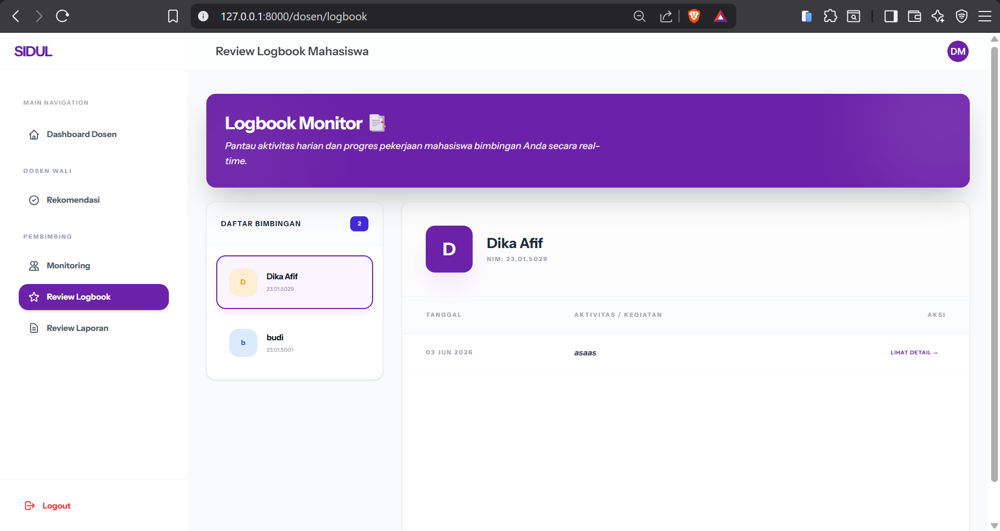 127.0.0.1:8000/dosen/logbook
SIDUL
Review Logbook Mahasiswa
DM
MAIN NAVIGATION
Dashboard Dosen
DOSEN WALI
Rekomendasi
PEMBIMBING
Monitoring
Review Logbook
Review Laporan
Logout
Logbook Monitor
Pantau aktivitas harian dan progres pekerjaan mahasiswa bimbingan Anda secara real-
time.
DAFTAR BIMBINGAN 2
D
Dika Afif
23.01.5029
b
budi
23.01.5001
D
Dika Afif
NIM: 23.01.5029
TANGGAL AKTIVITAS / KEGIATAN AKSI
03 JUN 2026 asaas LIHAT DETAIL →